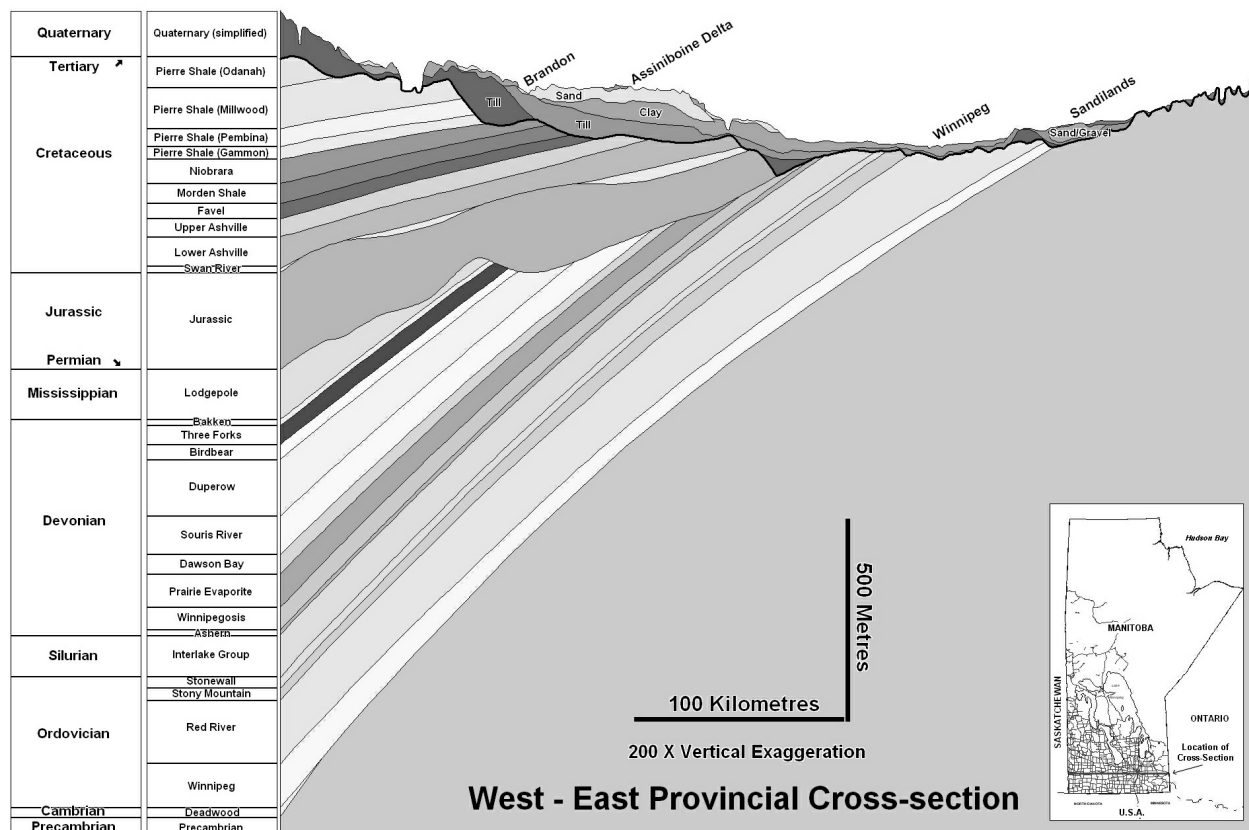 Quaternary
Tertiary
Cretaceous
Jurassic
Permian
Mississippian
Devonian
Silurian
Ordovician
Cambrian
Precambrian
Quaternary (simplified)
Pierre Shale (Odanah)
Pierre Shale (Millwood)
Pierre Shale (Pembina)
Pierre Shale (Gammon)
Niobrara
Morden Shale
Favel
Upper Ashville
Lower Ashville
Swan River
Jurassic
Lodgepole
Bakken
Three Forks
Birdbear
Duperow
Souris River
Dawson Bay
Prairie Evaporite
Winnipegosis
Ashern
Interlake Group
Stonewall
Stony Mountain
Red River
Winnipeg
Deadwood
Precambrian
Brandon
Assiniboine Delta
Till
Sand
Clay
Till
Winnipeg
Sandilands
Sand/Gravel
500 Metres
100 Kilometres
200 X Vertical Exaggeration
West - East Provincial Cross-section
Hudson Bay
MANITOBA
SASKATCHEWAN
ONTARIO
Location of
Cross-Section
NORTH DAKOTA
MINNESOTA
U.S.A.